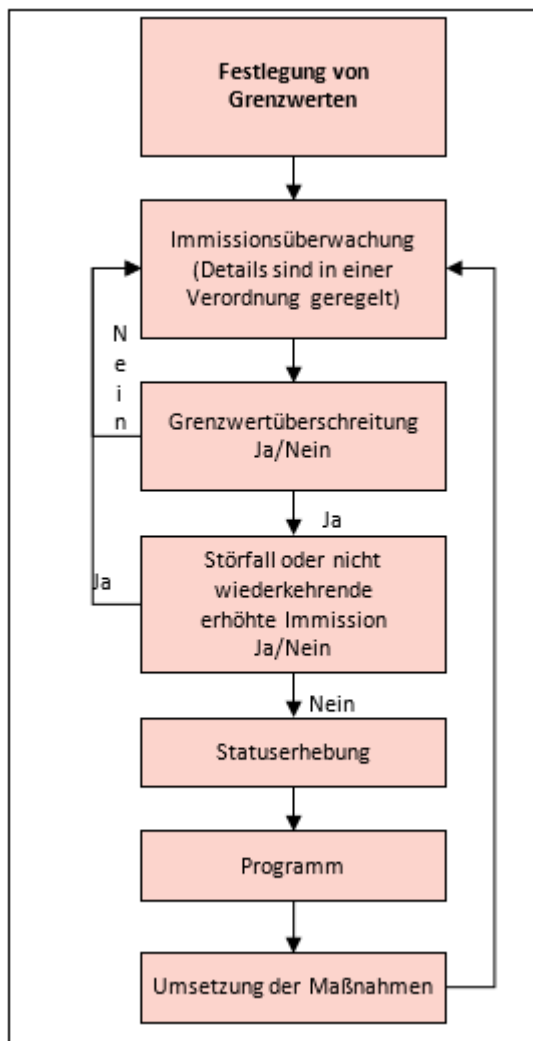 Festlegung von
Grenzwerten
Immissionsüberwachung
(Details sind in einer
Verordnung geregelt)
N
e
i
n
Grenzwertüberschreitung
Ja/Nein
Ja
Störfall oder nicht
wiederkehrende
erhöhte Immission
Ja/Nein
Ja
Nein
Statuserhebung
Programm
Umsetzung der Maßnahmen